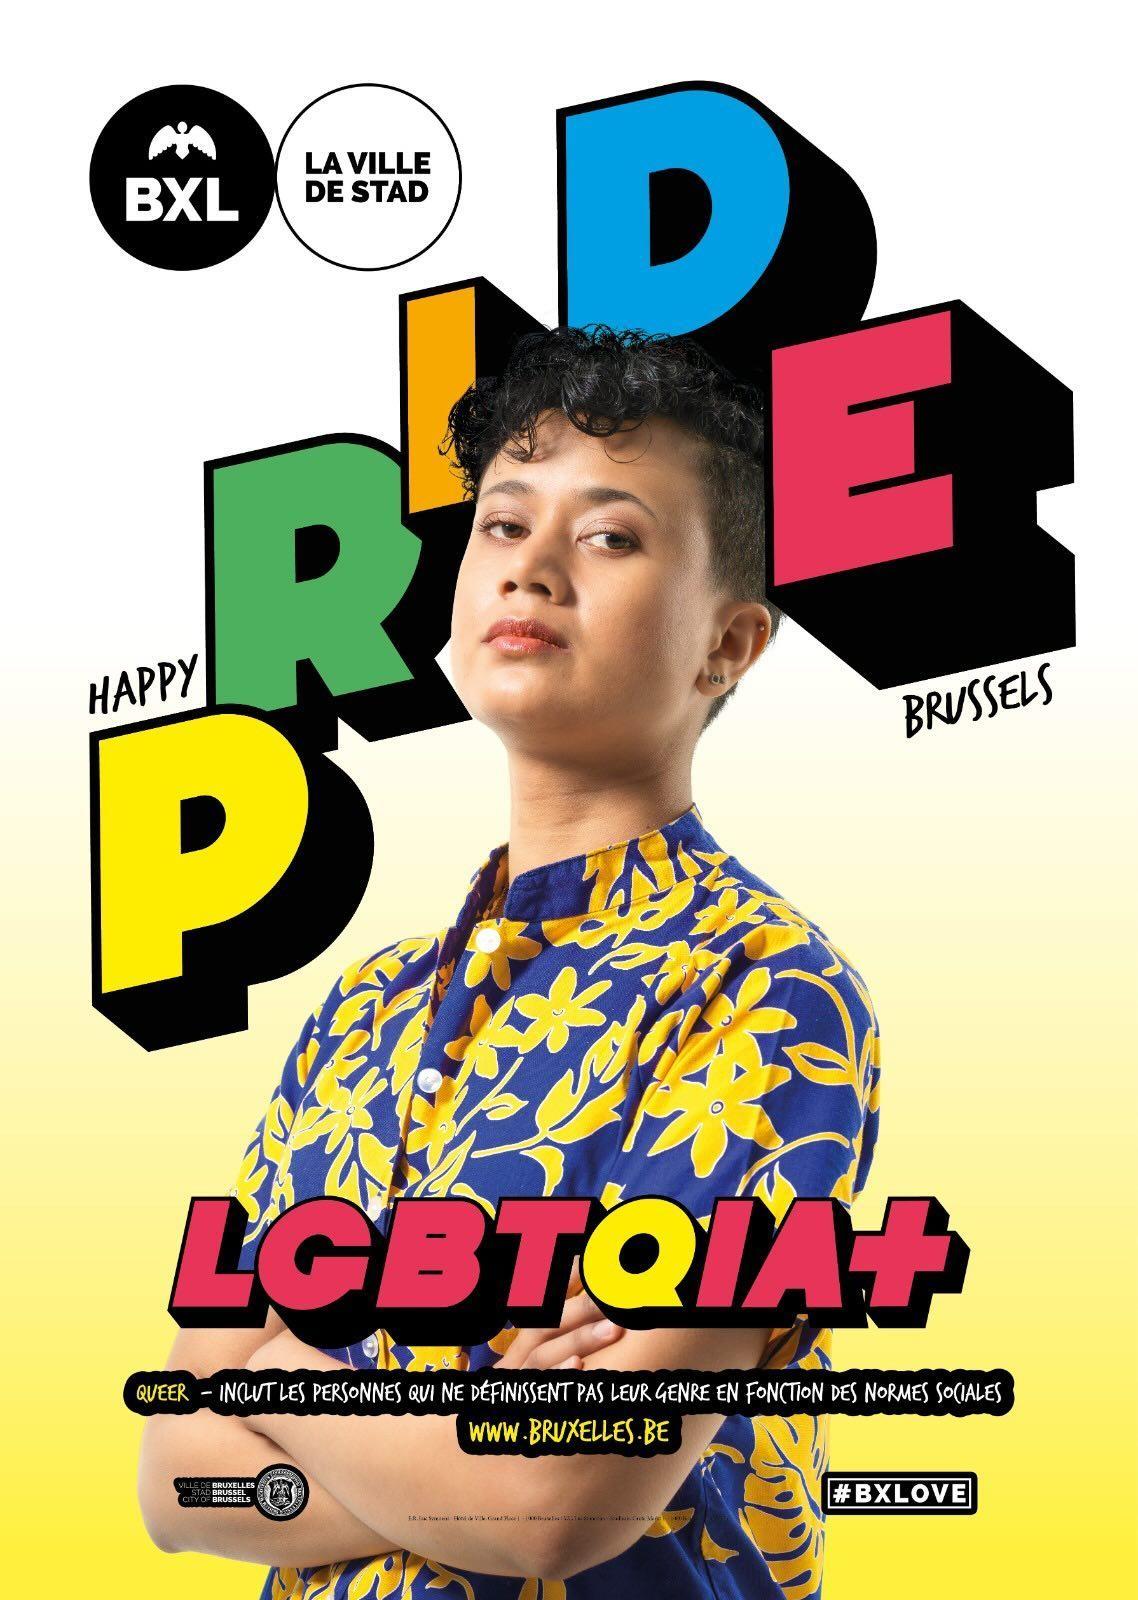 BXL
LA VILLE
DE STAD
HAPPY
PRIDE
BRUSSELS
LGBTQIA+
QUEER – INCLUT LES PERSONNES QUI NE DÉFINISSENT PAS LEUR GENRE EN FONCTION DES NORMES SOCIALES
WWW.BRUXELLES.BE
VILLE DE BRUXELLES
STAD BRUSSEL
CITY OF BRUSSELS
#BXLOVE